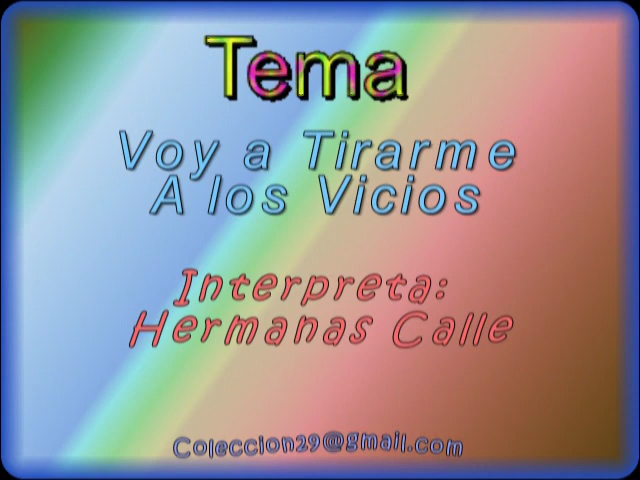 Tema
Voy a Tirarme
A los Vicios
Interpreta:
Hermanas Calle
Coleccion29@gmail.com